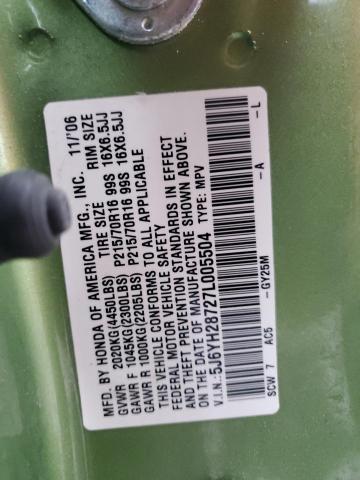 MFD. BY HONDA OF AMERICA MFG., INC. 11/'06
GVWR 2020KG(4450LBS) TIRE SIZE RIM SIZE
GAWR F 1045KG(2300LBS) P215/70R16 99S 16X6.5JJ
GAWR R 1000KG(2205LBS) P215/70R16 99S 16X6.5JJ
THIS VEHICLE CONFORMS TO ALL APPLICABLE
FEDERAL MOTOR VEHICLE SAFETY, BUMPER,
AND THEFT PREVENTION STANDARDS IN EFFECT
ON THE DATE OF MANUFACTURE SHOWN ABOVE.
V.I.N.:5J6YH28727L005504 TYPE: MPV
SCW 7 AC5 -GY25M -A -L